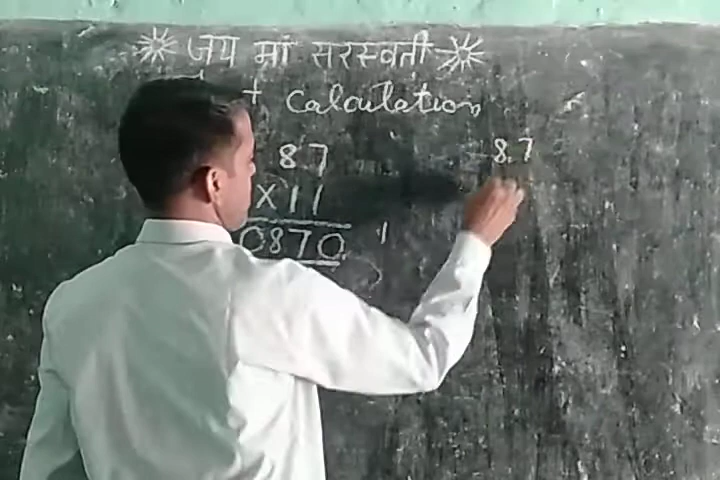 जय मां सरस्वती
+ Calculation
87
×11
0870
8.7